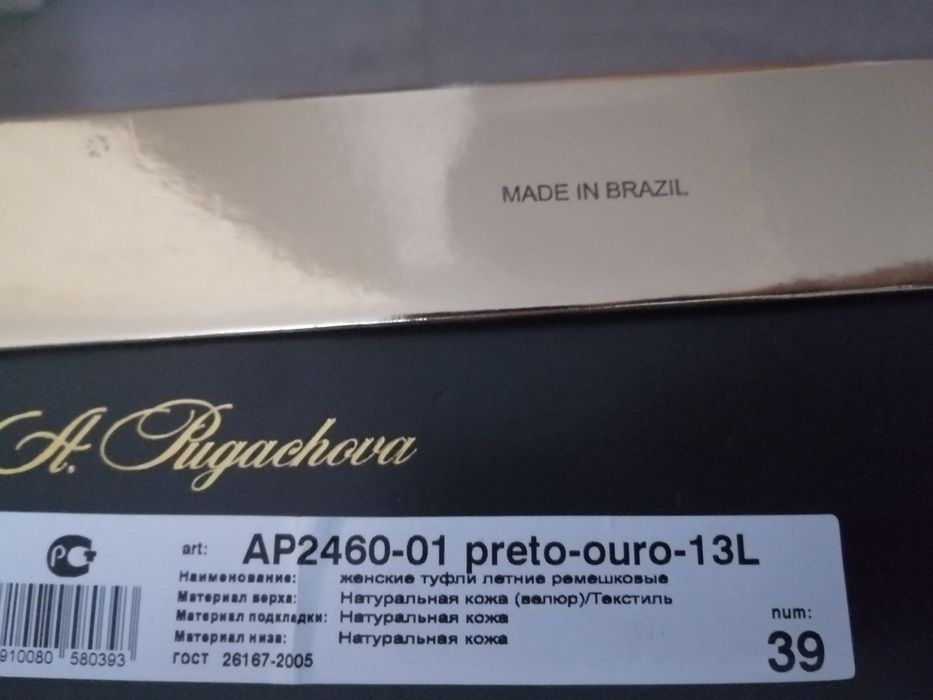 MADE IN BRAZIL
A. Pugachova
art: AP2460-01 preto-ouro-13L
Наименование: женские туфли летние ремешковые
Материал верха: Натуральная кожа (велюр)/Текстиль
Материал подкладки: Натуральная кожа
Материал низа: Натуральная кожа
ГОСТ 26167-2005
num:
39
910080 580393